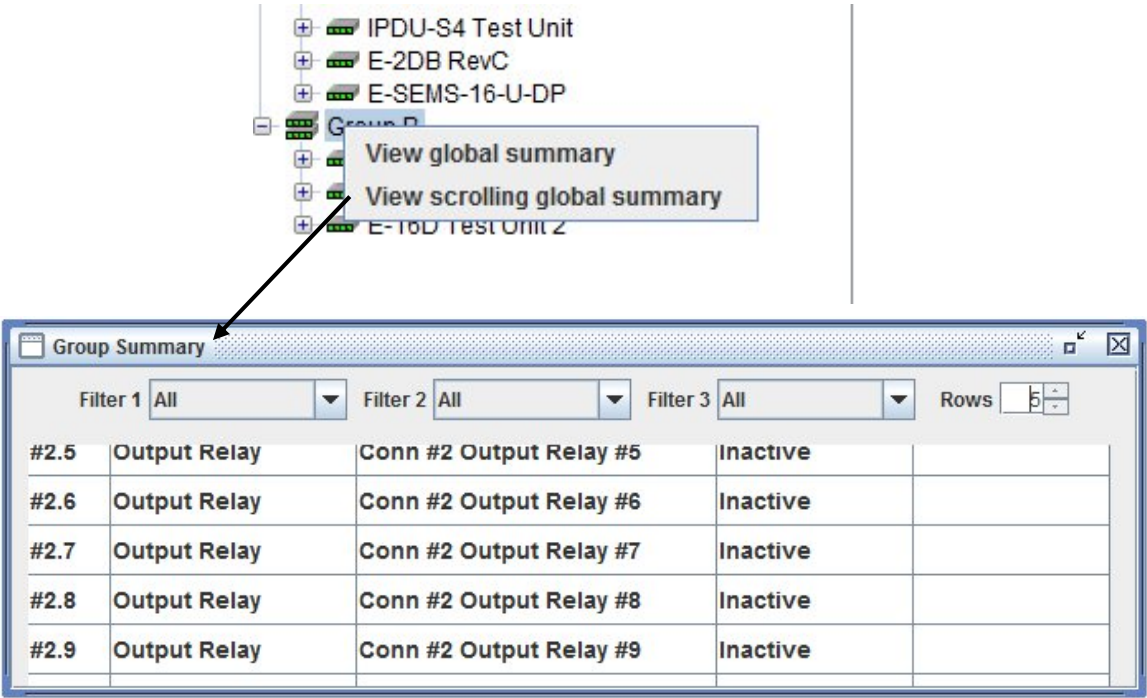 IPDU-S4 Test Unit
E-2DB RevC
E-SEMS-16-U-DP
Group B
View global summary
View scrolling global summary
E-16D Test Unit 2
Group Summary
Filter 1 All Filter 2 All Filter 3 All Rows 5
#2.5 Output Relay Conn #2 Output Relay #5 Inactive
#2.6 Output Relay Conn #2 Output Relay #6 Inactive
#2.7 Output Relay Conn #2 Output Relay #7 Inactive
#2.8 Output Relay Conn #2 Output Relay #8 Inactive
#2.9 Output Relay Conn #2 Output Relay #9 Inactive